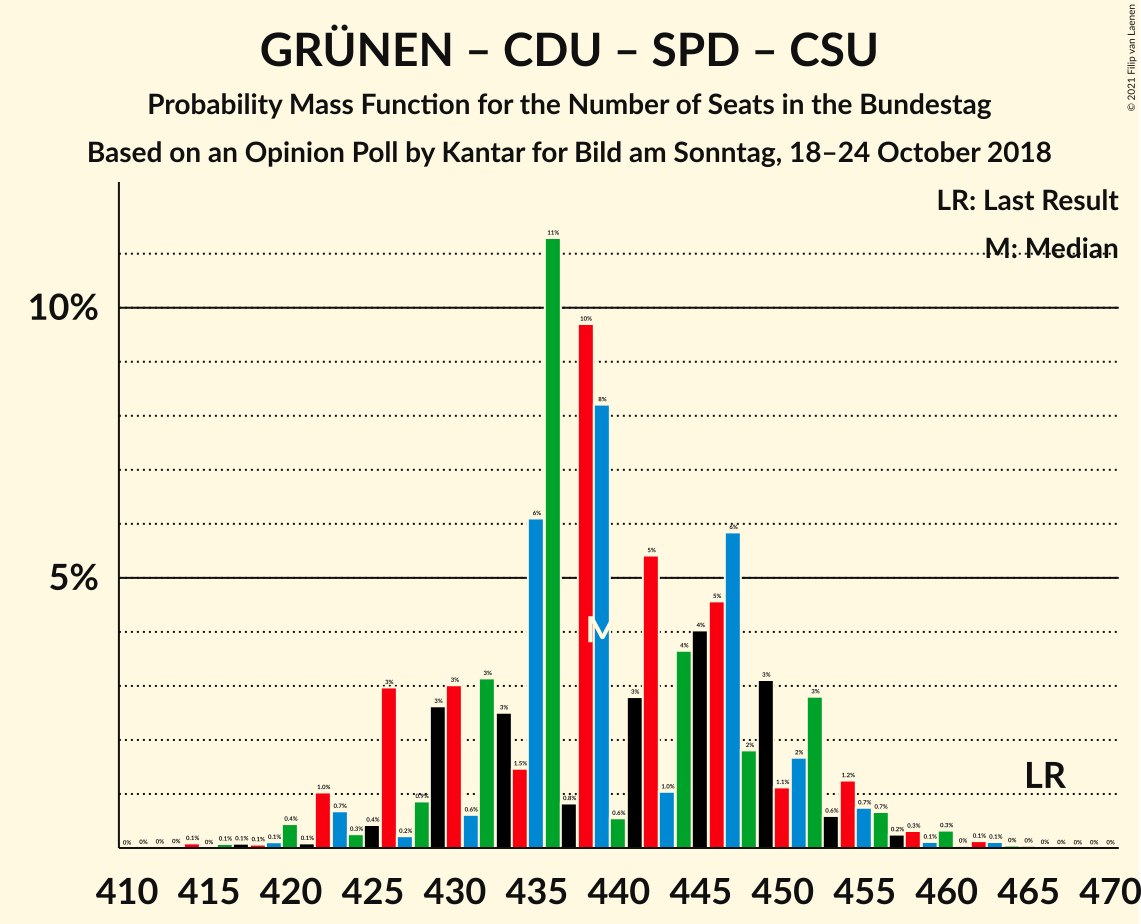 GRÜNEN – CDU – SPD – CSU
Probability Mass Function for the Number of Seats in the Bundestag
Based on an Opinion Poll by Kantar for Bild am Sonntag, 18–24 October 2018
© 2021 Filip van Laenen
LR: Last Result
M: Median
10%
5%
0% 0% 0% 0% 0.1% 0% 0.1% 0.1% 0.1% 0.1% 0.4% 0.1% 1.0% 0.7% 0.3% 0.4% 3% 0.2% 0.9% 3% 3% 0.6% 3% 3% 1.5% 6% 11% 0.8% 10% 8% 0.6% 3% 5% 1.0% 4% 4% 5% 6% 2% 3% 1.1% 2% 3% 0.6% 1.2% 0.7% 0.7% 0.2% 0.3% 0.1% 0.3% 0% 0.1% 0.1% 0% 0% 0% 0% 0% 0% 0%
M
LR
410 415 420 425 430 435 440 445 450 455 460 465 470